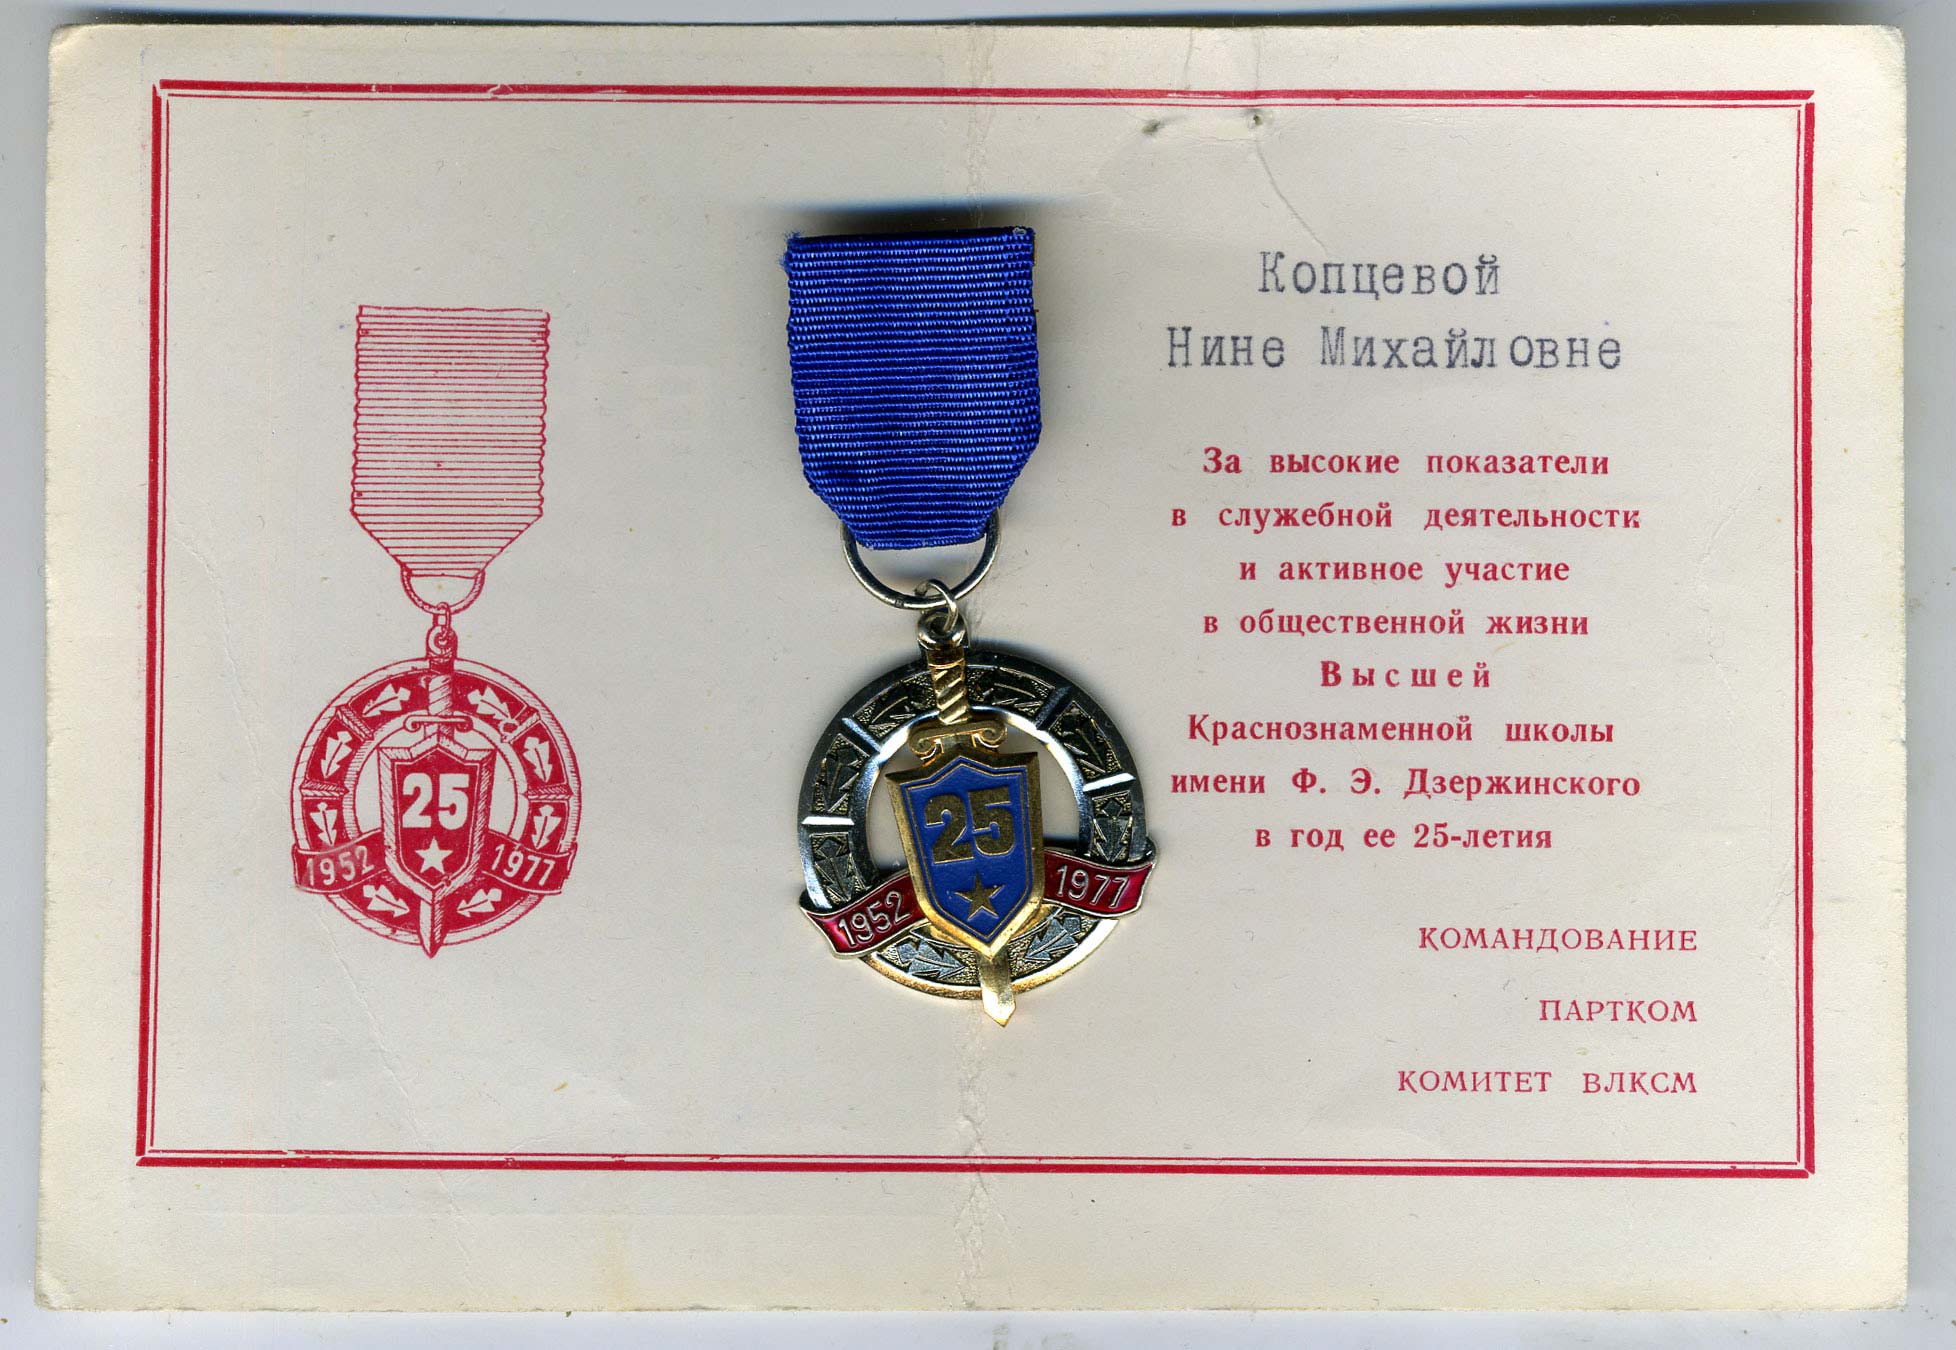 Копцевой
Нине Михайловне
За высокие показатели
в служебной деятельности
и активное участие
в общественной жизни
Высшей
Краснознаменной школы
имени Ф. Э. Дзержинского
в год ее 25-летия
КОМАНДОВАНИЕ
ПАРТКОМ
КОМИТЕТ ВЛКСМ
25
1952 1977
25
1952 1977